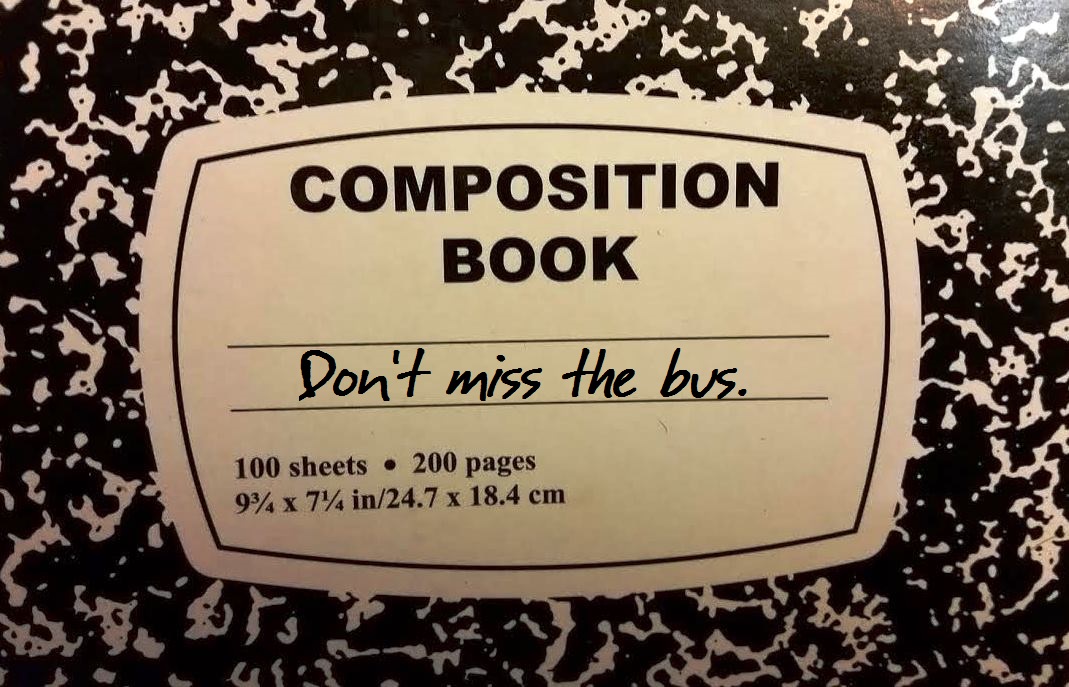 COMPOSITION
BOOK
Don't miss the bus.
100 sheets • 200 pages
9¾ x 7¼ in/24.7 x 18.4 cm